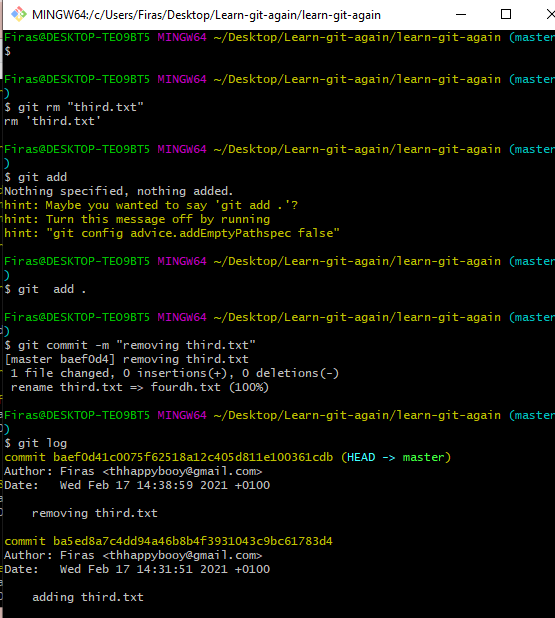 MINGW64:/c/Users/Firas/Desktop/Learn-git-again/learn-git-again
Firas@DESKTOP-TEO9BT5 MINGW64 ~/Desktop/Learn-git-again/learn-git-again (master
$
Firas@DESKTOP-TEO9BT5 MINGW64 ~/Desktop/Learn-git-again/learn-git-again (master
)
$ git rm "third.txt"
rm 'third.txt'
Firas@DESKTOP-TEO9BT5 MINGW64 ~/Desktop/Learn-git-again/learn-git-again (master
)
$ git add
Nothing specified, nothing added.
hint: Maybe you wanted to say 'git add .'?
hint: Turn this message off by running
hint: "git config advice.addEmptyPathspec false"
Firas@DESKTOP-TEO9BT5 MINGW64 ~/Desktop/Learn-git-again/learn-git-again (master
)
$ git  add .
Firas@DESKTOP-TEO9BT5 MINGW64 ~/Desktop/Learn-git-again/learn-git-again (master
)
$ git commit -m "removing third.txt"
[master baef0d4] removing third.txt
 1 file changed, 0 insertions(+), 0 deletions(-)
 rename third.txt => fourdh.txt (100%)
Firas@DESKTOP-TEO9BT5 MINGW64 ~/Desktop/Learn-git-again/learn-git-again (master
)
$ git log
commit baef0d41c0075f62518a12c405d811e100361cdb (HEAD -> master)
Author: Firas <thhappybooy@gmail.com>
Date:   Wed Feb 17 14:38:59 2021 +0100
    removing third.txt
commit ba5ed8a7c4dd94a46b8b4f3931043c9bc61783d4
Author: Firas <thhappybooy@gmail.com>
Date:   Wed Feb 17 14:31:51 2021 +0100
    adding third.txt